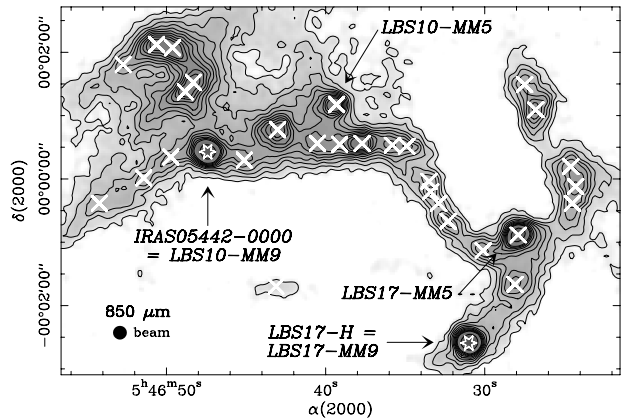 LBS10-MM5
00°02'00"
00°00'00"
-00°02'00"
δ(2000)
IRAS05442-0000
= LBS10-MM9
LBS17-MM5
850 μm
beam
LBS17-H =
LBS17-MM9
5h46m50s
40s
30s
α(2000)